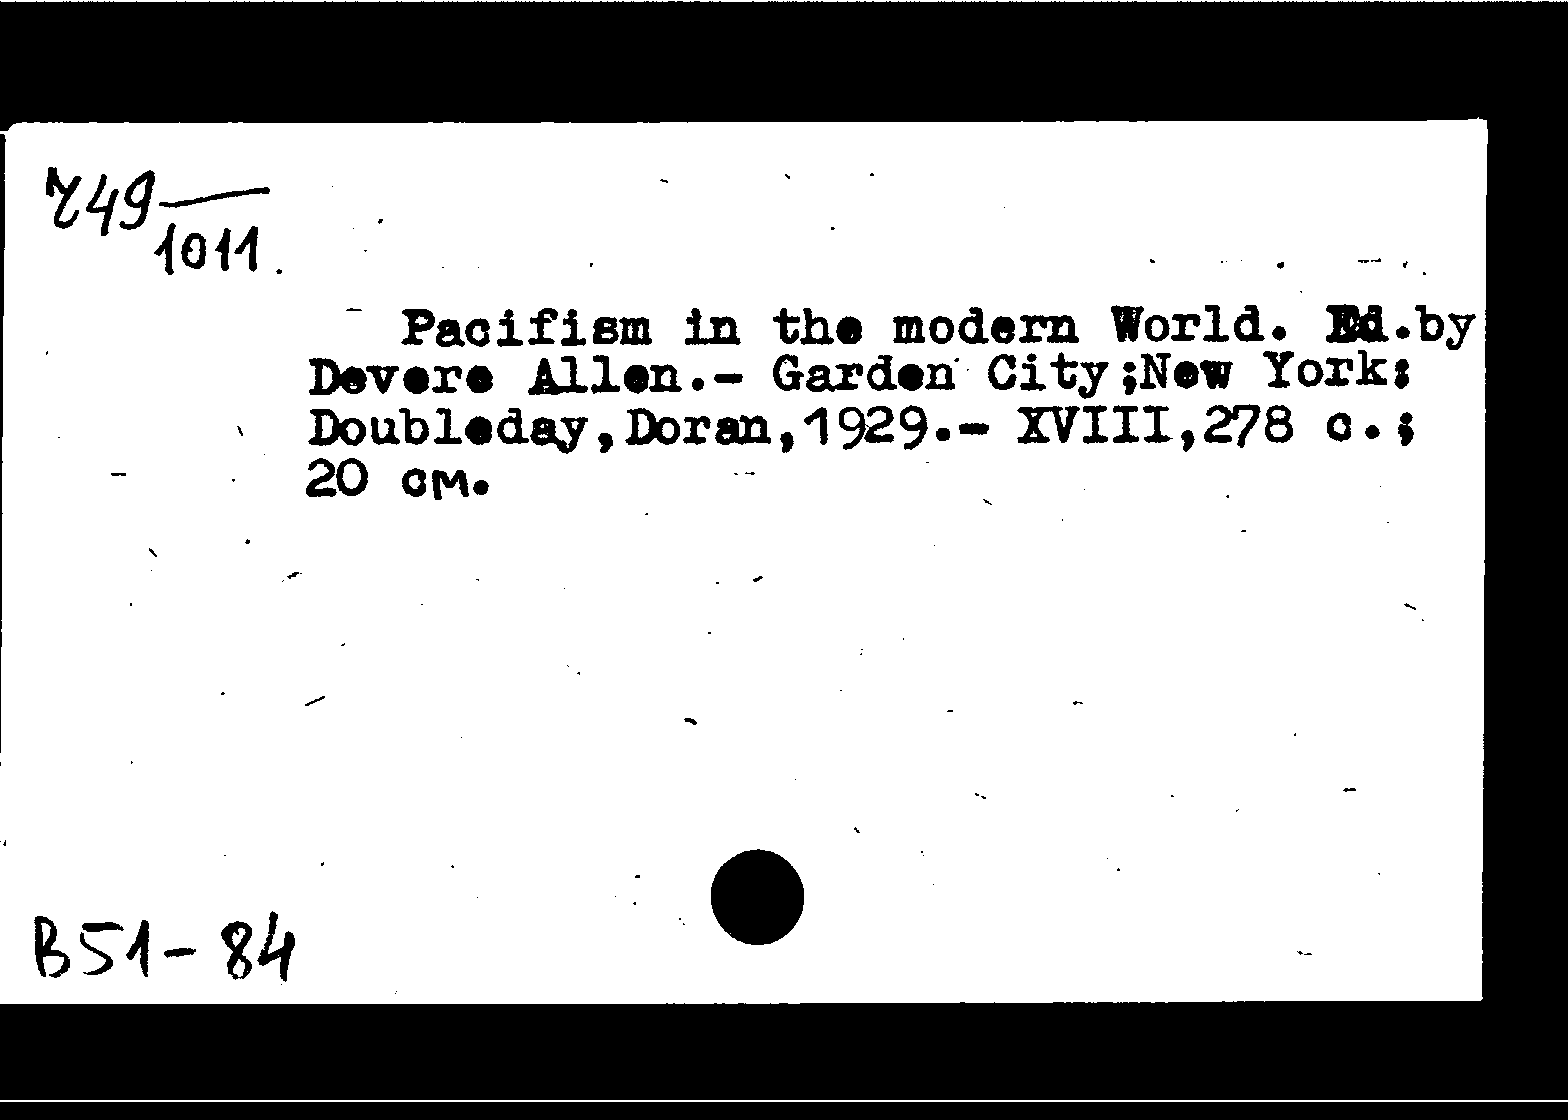 Ч49
1011
Pacifism in the modern World. Ed.by
Devere Allen.- Garden City;New York:
Doubleday,Doran,1929.- XVIII,278 с.;
20 см.
В51-84